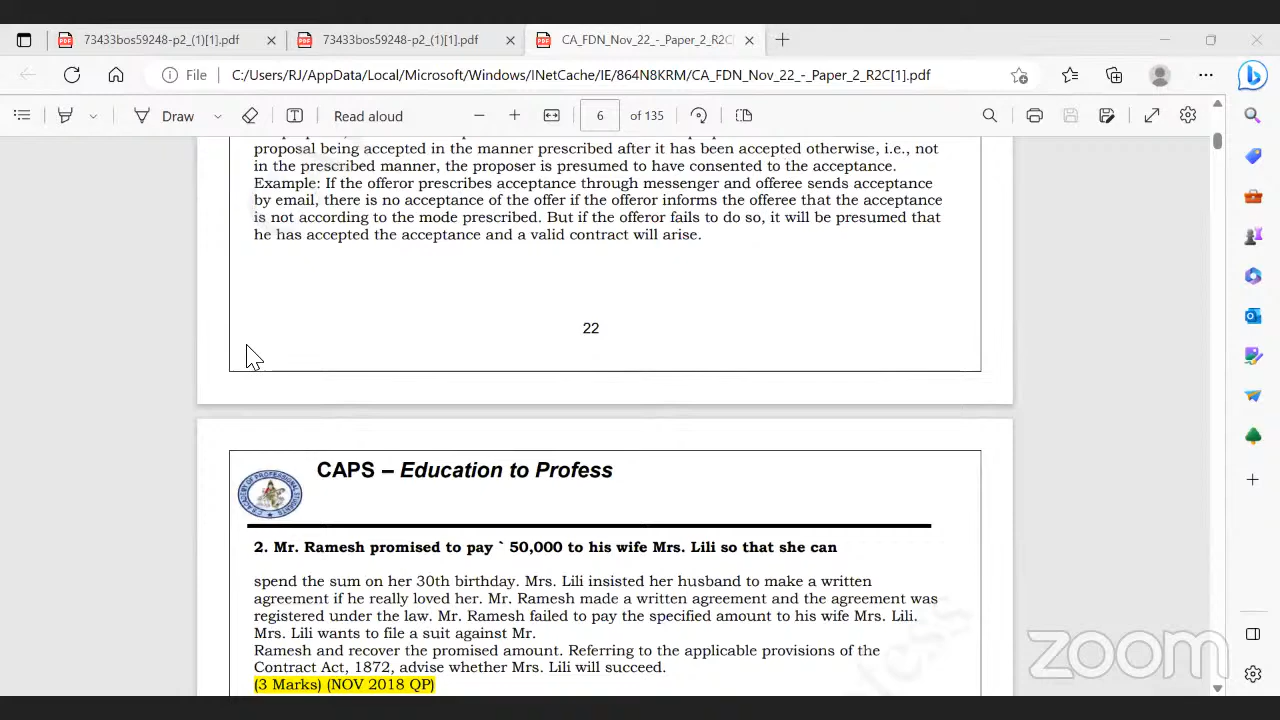 73433bos59248-p2_(1)[1].pdf
73433bos59248-p2_(1)[1].pdf
CA_FDN_Nov_22_-_Paper_2_R2C[
File
C:/Users/RJ/AppData/Local/Microsoft/Windows/INetCache/IE/864N8KRM/CA_FDN_Nov_22_-_Paper_2_R2C[1].pdf
Draw
Read aloud
6
of 135
proposal being accepted in the manner prescribed after it has been accepted otherwise, i.e., not
in the prescribed manner, the proposer is presumed to have consented to the acceptance.
Example: If the offeror prescribes acceptance through messenger and offeree sends acceptance
by email, there is no acceptance of the offer if the offeror informs the offeree that the acceptance
is not according to the mode prescribed. But if the offeror fails to do so, it will be presumed that
he has accepted the acceptance and a valid contract will arise.
22
CAPS – Education to Profess
2. Mr. Ramesh promised to pay ` 50,000 to his wife Mrs. Lili so that she can
spend the sum on her 30th birthday. Mrs. Lili insisted her husband to make a written
agreement if he really loved her. Mr. Ramesh made a written agreement and the agreement was
registered under the law. Mr. Ramesh failed to pay the specified amount to his wife Mrs. Lili.
Mrs. Lili wants to file a suit against Mr.
Ramesh and recover the promised amount. Referring to the applicable provisions of the
Contract Act, 1872, advise whether Mrs. Lili will succeed.
(3 Marks) (NOV 2018 QP)
zoom